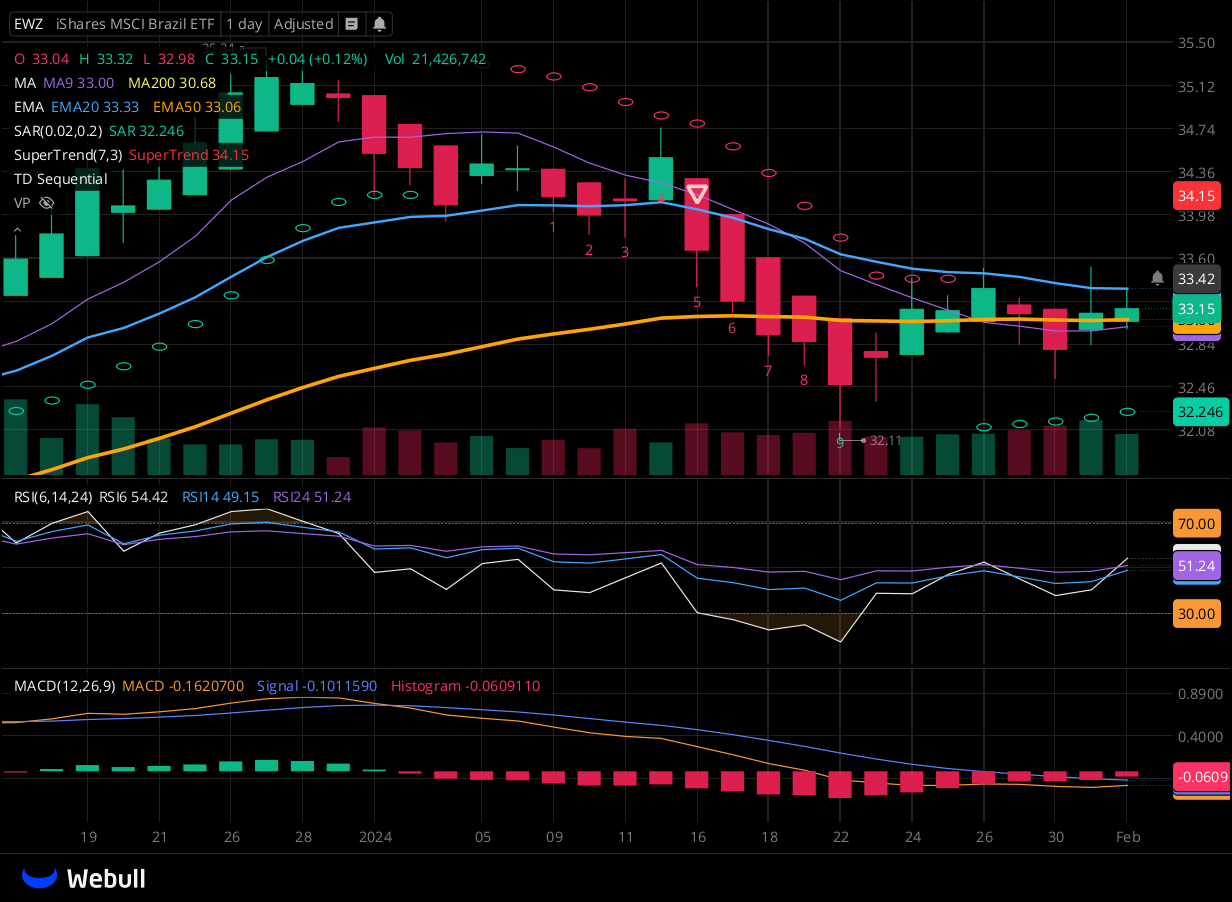 EWZ iShares MSCI Brazil ETF 1 day Adjusted
O 33.04 H 33.32 L 32.98 C 33.15 +0.04 (+0.12%) Vol 21,426,742
MA MA9 33.00 MA200 30.68
EMA EMA20 33.33 EMA50 33.06
SAR(0.02,0.2) SAR 32.246
SuperTrend(7,3) SuperTrend 34.15
TD Sequential
VP
35.50
35.12
34.74
34.36
34.15
33.98
33.60
33.42
33.15
32.84
32.46
32.246
32.08
1
2
3
5
6
7
8
9
32.11
RSI(6,14,24) RSI6 54.42 RSI14 49.15 RSI24 51.24
70.00
51.24
30.00
MACD(12,26,9) MACD -0.1620700 Signal -0.1011590 Histogram -0.0609110
0.8900
0.4000
-0.0609
19 21 26 28 2024 05 09 11 16 18 22 24 26 30 Feb
Webull